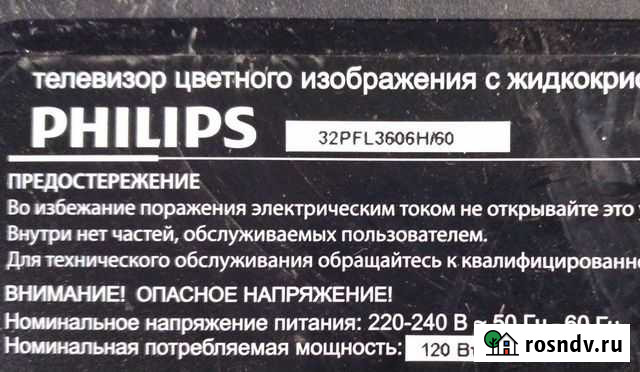 телевизор цветного изображения с жидкокрис
PHILIPS 32PFL3606H/60
ПРЕДОСТЕРЕЖЕНИЕ
Во избежание поражения электрическим током не открывайте это
Внутри нет частей, обслуживаемых пользователем.
Для технического обслуживания обращайтесь к квалифицированн
ВНИМАНИЕ! ОПАСНОЕ НАПРЯЖЕНИЕ!
Номинальное напряжение питания: 220-240 В ~ 50 Гц - 60 Гц
Номинальная потребляемая мощность: 120 Вт
rosndv.ru